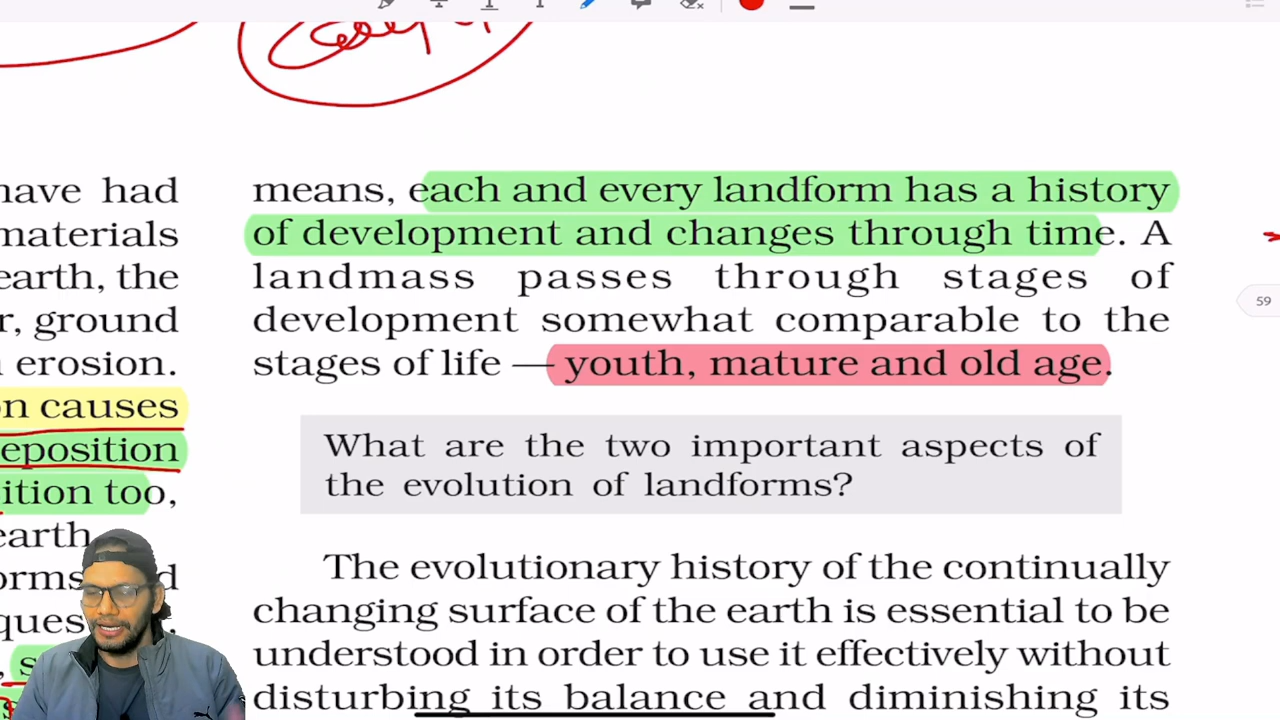 have had
materials
earth, the
r, ground
erosion.
on causes
eposition
ition too,
earth
orms
ques
means, each and every landform has a history
of development and changes through time. A
landmass passes through stages of
development somewhat comparable to the
stages of life — youth, mature and old age.
What are the two important aspects of
the evolution of landforms?
The evolutionary history of the continually
changing surface of the earth is essential to be
understood in order to use it effectively without
disturbing its balance and diminishing its
59